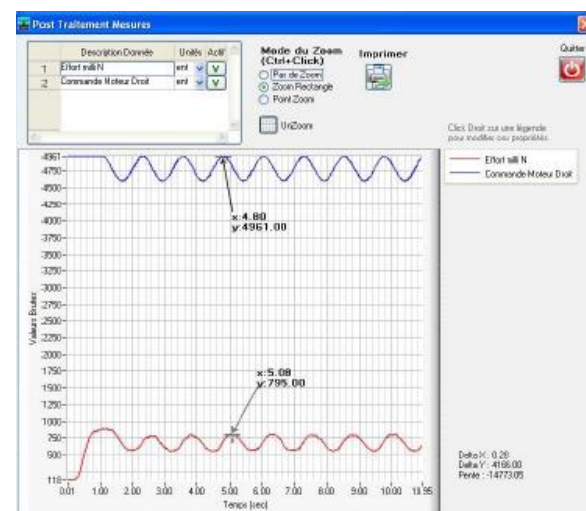 Post Traitement Mesures
Description Donnée Unités Actif
1 Effort milli N ent V
2 Commande Moteur Droit ent V
Mode du Zoom
(Ctrl+Click)
Pas de Zoom
Zoom Rectangle
Point Zoom
UnZoom
Imprimer
Quitter
Click Droit sur une légende
pour modifier ces propriétés.
Effort milli N
Commande Moteur Droit
4961
4750
4500
4250
4000
3750
3500
3250
3000
2750
2500
2250
2000
1750
1500
1250
1000
750
500
118
Valeurs Brutes
x:4.80
y:4961.00
x:5.08
y:795.00
0.01 1.00 2.00 3.00 4.00 5.00 6.00 7.00 8.00 9.00 10.00 11.95
Temps (sec)
Delta X : 0.28
Delta Y : 4166.00
Pente : -14773.05